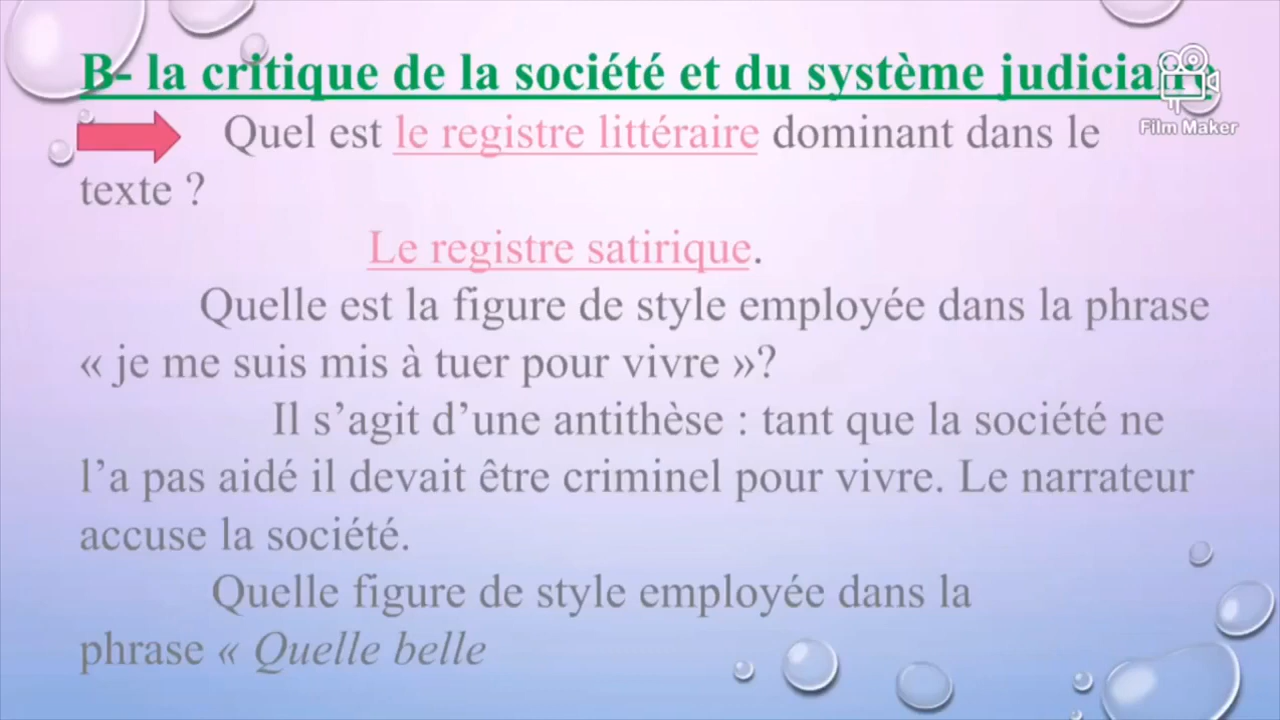 B- la critique de la société et du système judiciaire
Film Maker
Quel est le registre littéraire dominant dans le
texte ?
Le registre satirique.
Quelle est la figure de style employée dans la phrase
« je me suis mis à tuer pour vivre »?
Il s’agit d’une antithèse : tant que la société ne
l’a pas aidé il devait être criminel pour vivre. Le narrateur
accuse la société.
Quelle figure de style employée dans la
phrase « Quelle belle